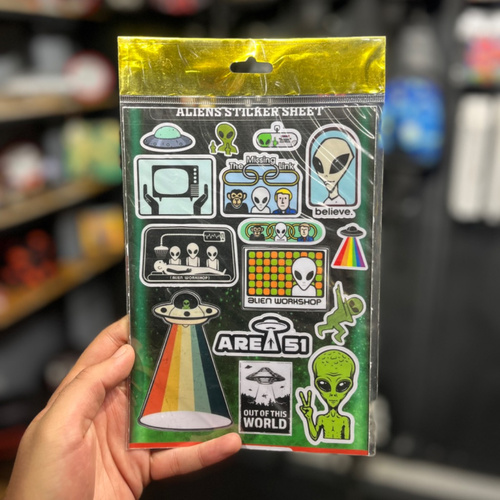 ALIENS STICKER SHEET
The Missing Link
believe.
ALIEN WORKSHOP
AREA 51
OUT OF THIS
WORLD